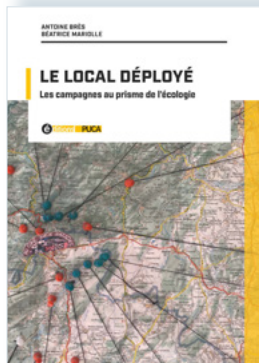 ANTOINE BRÈS
BÉATRICE MARIOLLE
LE LOCAL DÉPLOYÉ
Les campagnes au prisme de l'écologie
PUCA